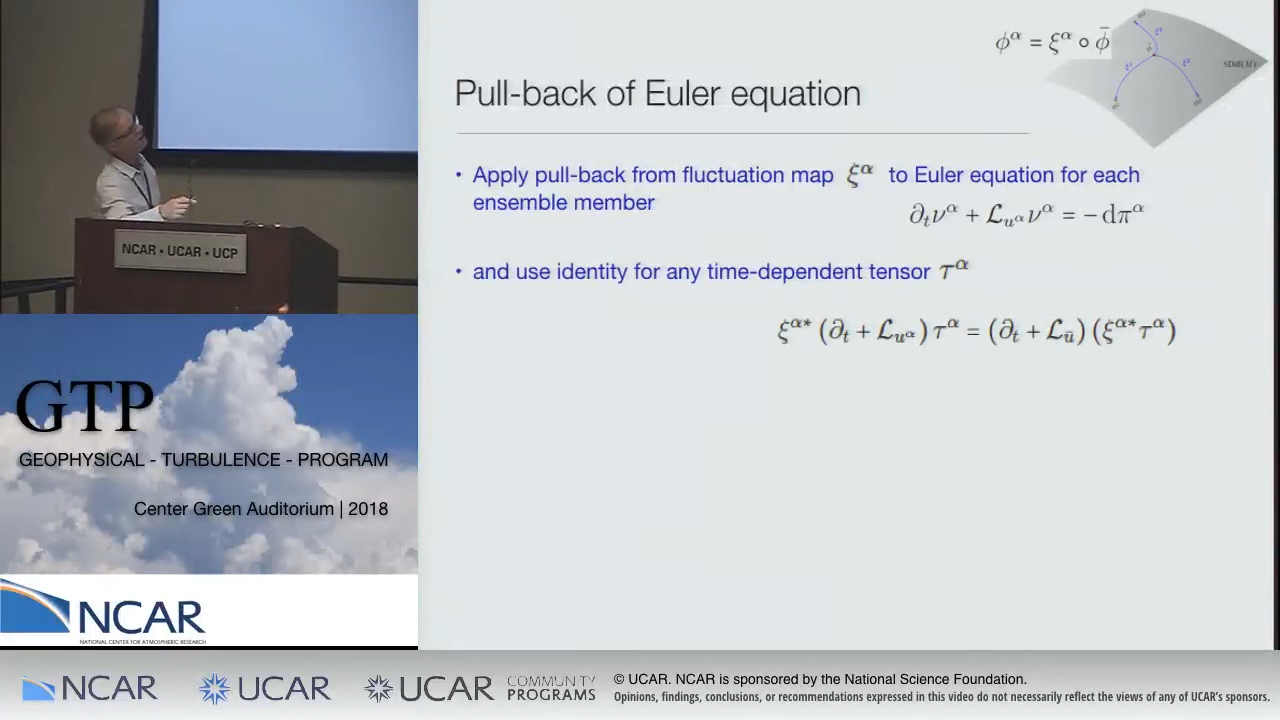 NCAR • UCAR • UCP
GTP
GEOPHYSICAL - TURBULENCE - PROGRAM
Center Green Auditorium | 2018
NCAR
NATIONAL CENTER FOR ATMOSPHERIC RESEARCH
ϕ^α = ξ^α ∘ ϕ̄
SDiff(M)
Pull-back of Euler equation
• Apply pull-back from fluctuation map ξ^α to Euler equation for each
ensemble member
∂_t ν^α + ℒ_{u^α} ν^α = −dπ^α
• and use identity for any time-dependent tensor τ^α
ξ^{α*} (∂_t + ℒ_{u^α}) τ^α = (∂_t + ℒ_ū) (ξ^{α*} τ^α)
NCAR UCAR UCAR COMMUNITY
PROGRAMS
© UCAR. NCAR is sponsored by the National Science Foundation.
Opinions, findings, conclusions, or recommendations expressed in this video do not necessarily reflect the views of any of UCAR's sponsors.